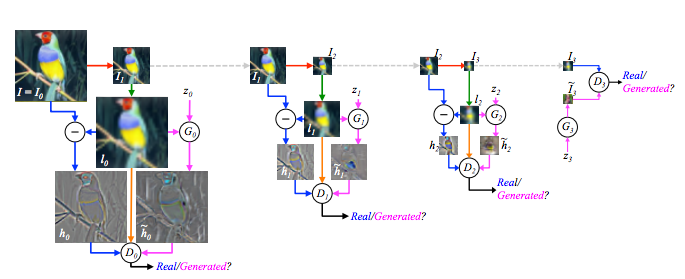 I = I₀
I₁
z₀
−
l₀
G₀
h₀
h̃₀
D₀
Real/Generated?
I₁
I₂
z₁
−
l₁
G₁
h₁
h̃₁
D₁
Real/Generated?
I₂
I₃
z₂
−
l₂
G₂
h₂
h̃₂
D₂
Real/
Generated?
I₃
Ĩ₃
D₃
Real/
Generated?
G₃
z₃